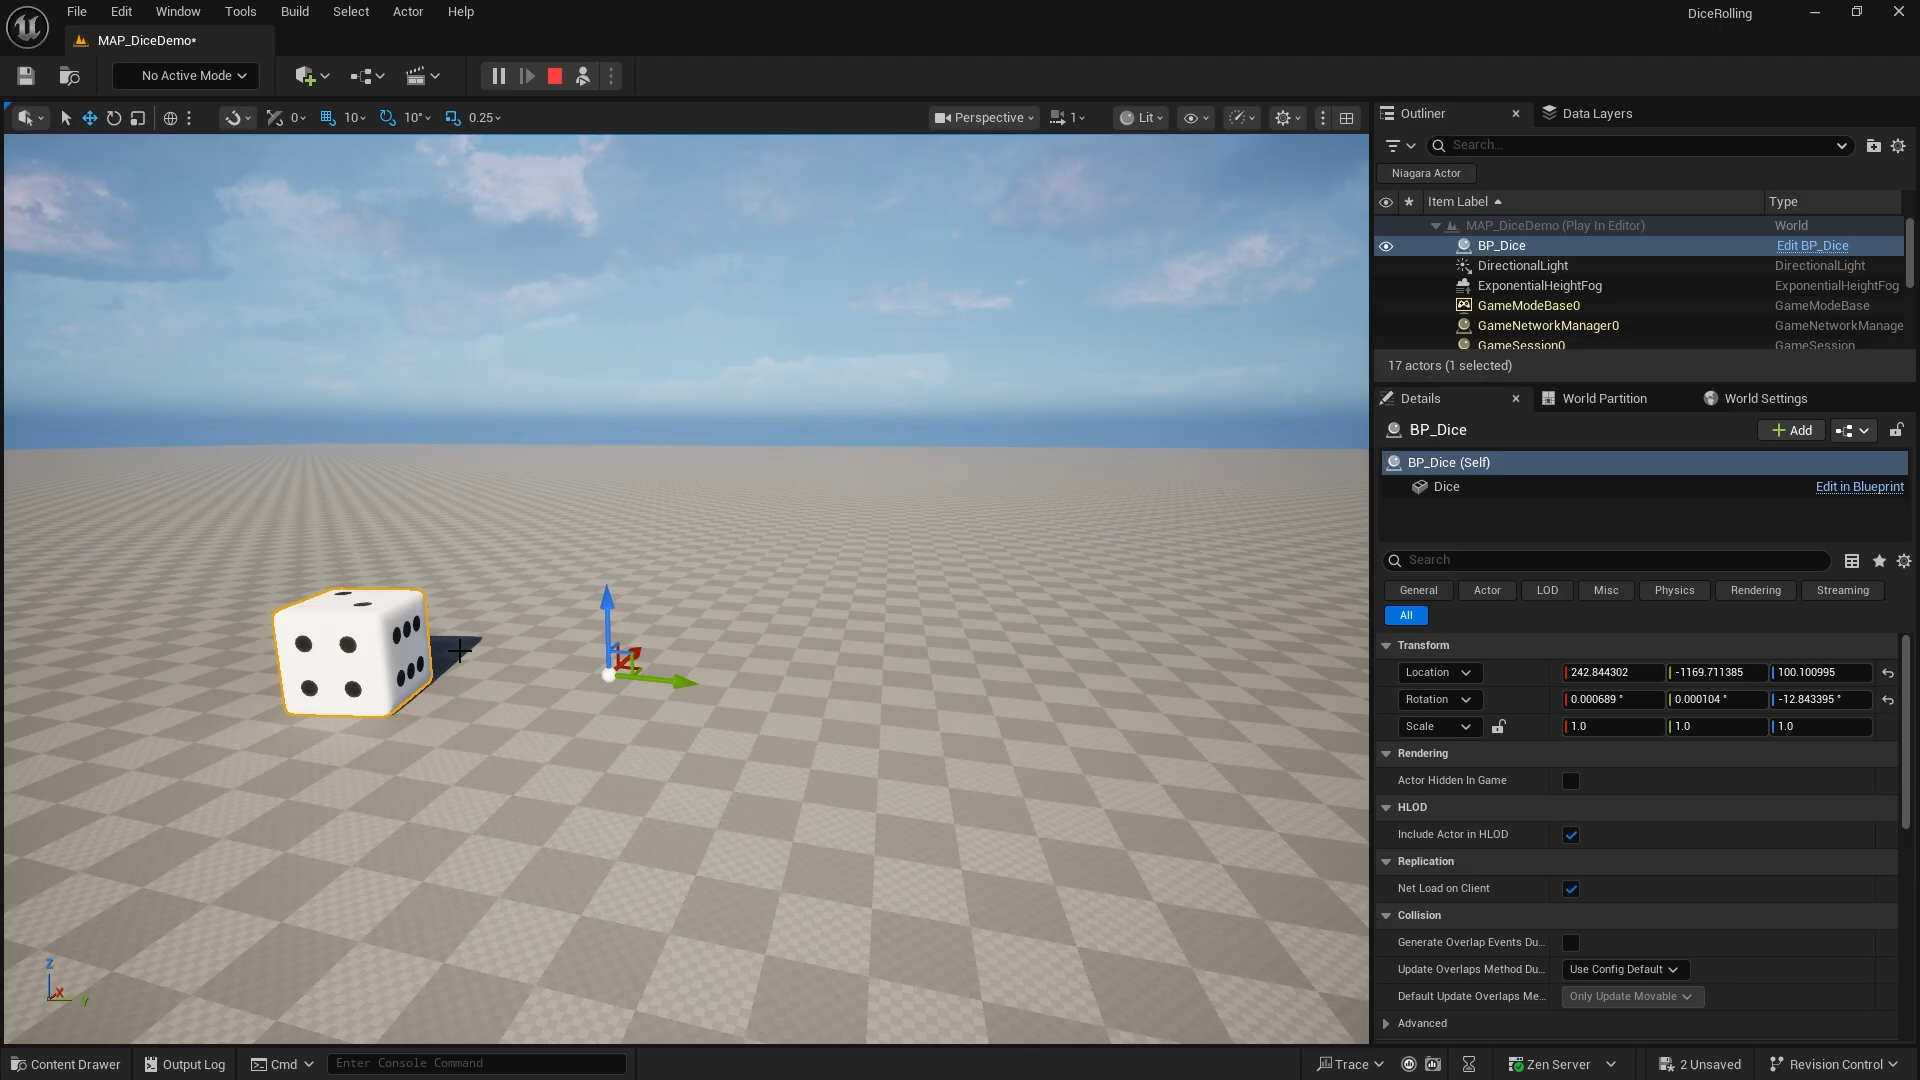 File Edit Window Tools Build Select Actor Help
DiceRolling
MAP_DiceDemo*
No Active Mode
0 10 10° 0.25
Perspective 1 Lit
Outliner
Data Layers
Search...
Niagara Actor
Item Label Type
MAP_DiceDemo (Play In Editor) World
BP_Dice Edit BP_Dice
DirectionalLight DirectionalLight
ExponentialHeightFog ExponentialHeightFog
GameModeBase0 GameModeBase
GameNetworkManager0 GameNetworkManage
GameSession0 GameSession
17 actors (1 selected)
Details World Partition World Settings
BP_Dice Add
BP_Dice (Self)
Dice Edit in Blueprint
Search
General Actor LOD Misc Physics Rendering Streaming
All
Transform
Location 242.844302 -1169.711385 100.100995
Rotation 0.000689 ° 0.000104 ° -12.843395 °
Scale 1.0 1.0 1.0
Rendering
Actor Hidden In Game
HLOD
Include Actor in HLOD
Replication
Net Load on Client
Collision
Generate Overlap Events Du...
Update Overlaps Method Du... Use Config Default
Default Update Overlaps Me... Only Update Movable
Advanced
Z
X Y
Content Drawer Output Log Cmd Enter Console Command Trace Zen Server 2 Unsaved Revision Control